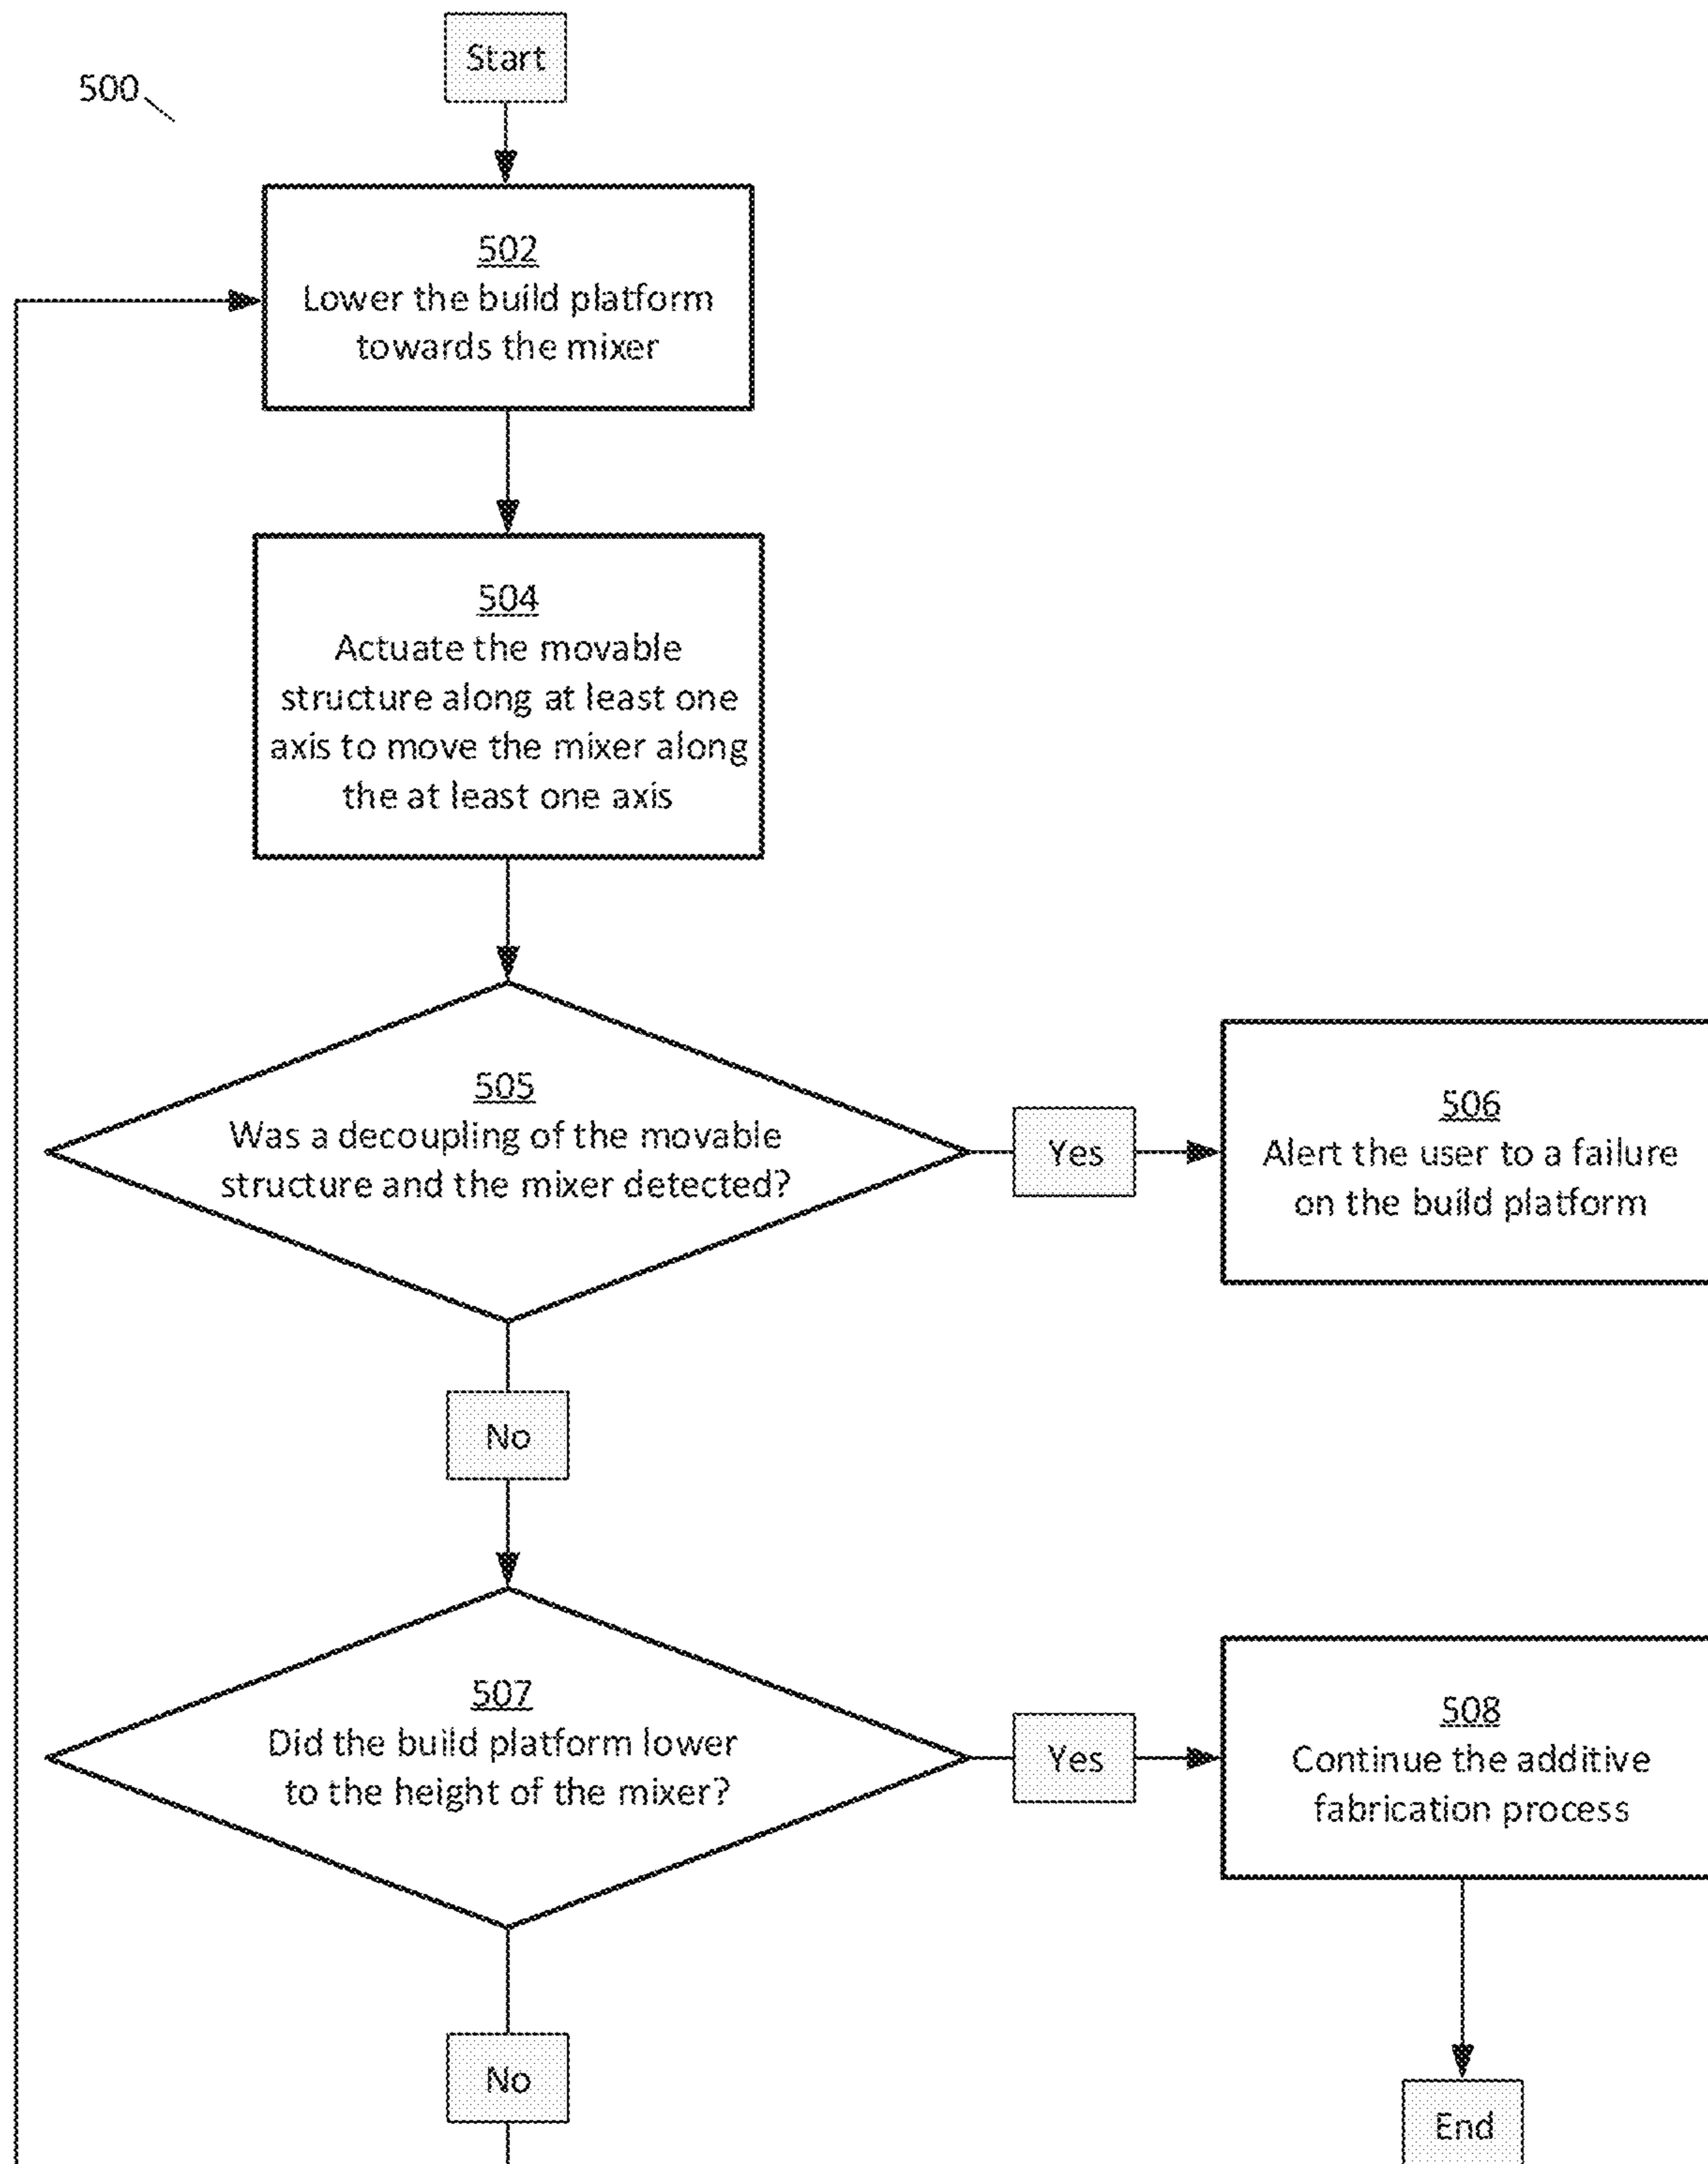 Start
500
502
Lower the build platform
towards the mixer
504
Actuate the movable
structure along at least one
axis to move the mixer along
the at least one axis
505
Was a decoupling of the movable
structure and the mixer detected?
Yes
506
Alert the user to a failure
on the build platform
No
507
Did the build platform lower
to the height of the mixer?
Yes
508
Continue the additive
fabrication process
No
End